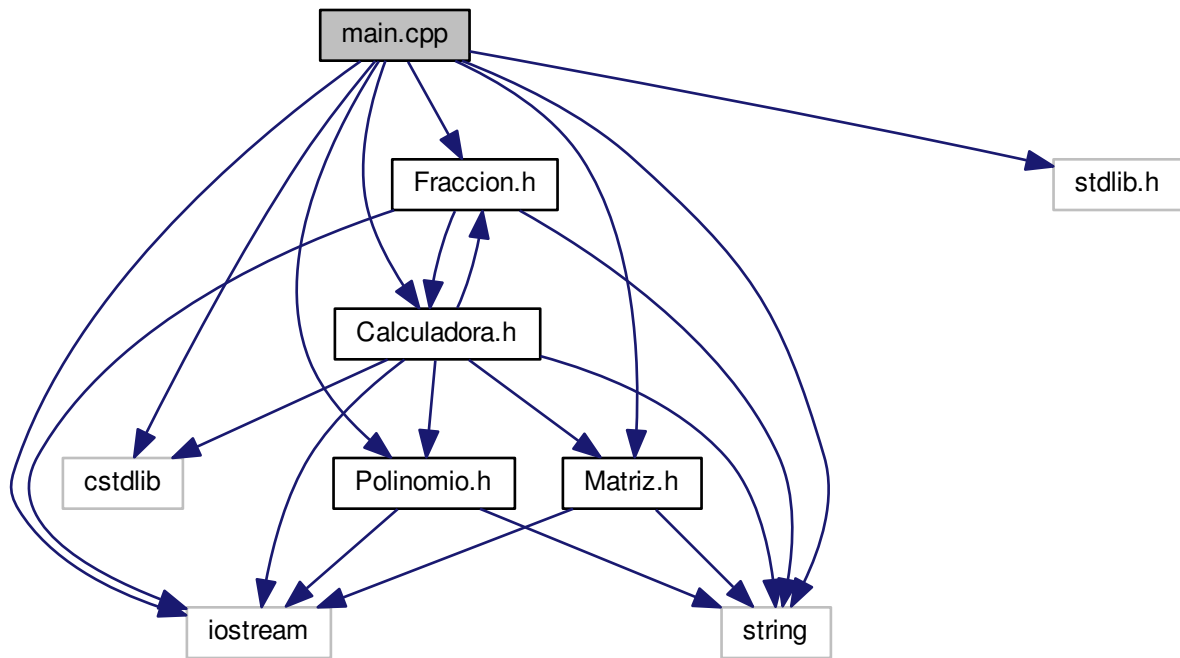 main.cpp
Fraccion.h
stdlib.h
Calculadora.h
cstdlib
Polinomio.h
Matriz.h
iostream
string